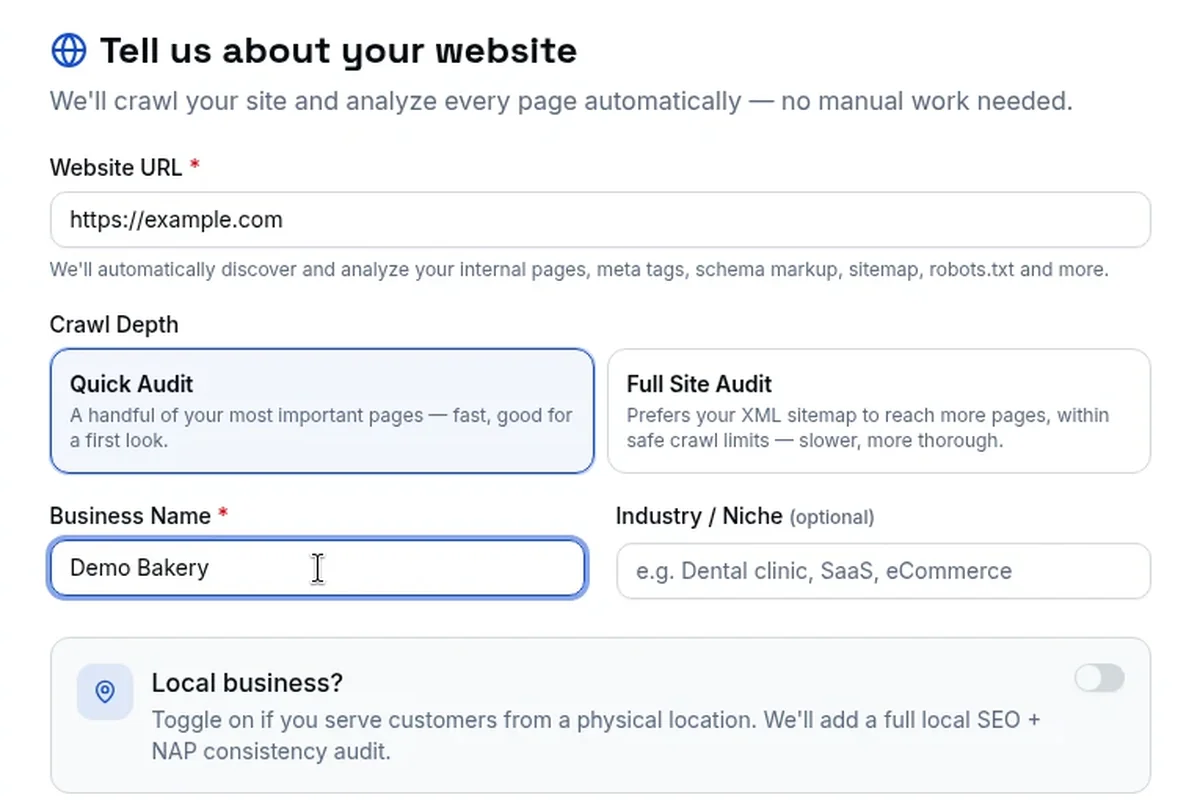 Tell us about your website
We'll crawl your site and analyze every page automatically — no manual work needed.
Website URL *
https://example.com
We'll automatically discover and analyze your internal pages, meta tags, schema markup, sitemap, robots.txt and more.
Crawl Depth
Quick Audit
A handful of your most important pages — fast, good for
a first look.
Full Site Audit
Prefers your XML sitemap to reach more pages, within
safe crawl limits — slower, more thorough.
Business Name *
Demo Bakery
Industry / Niche (optional)
e.g. Dental clinic, SaaS, eCommerce
Local business?
Toggle on if you serve customers from a physical location. We'll add a full local SEO +
NAP consistency audit.